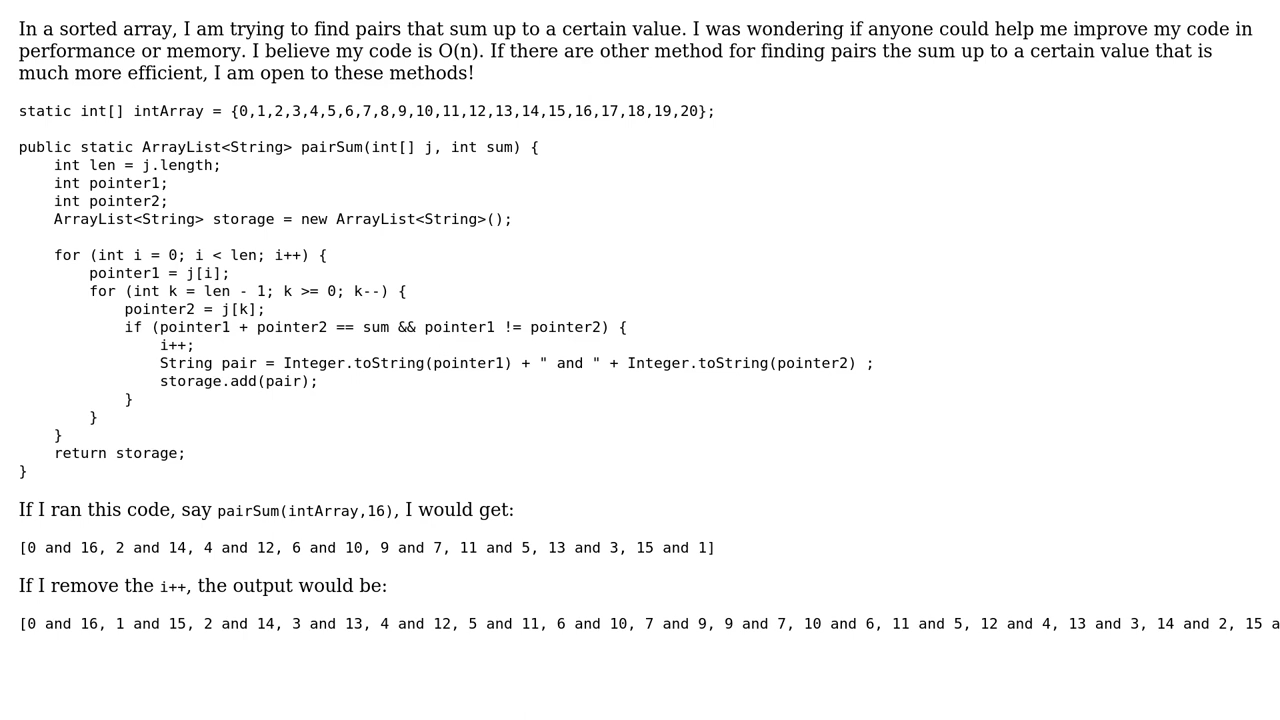 In a sorted array, I am trying to find pairs that sum up to a certain value. I was wondering if anyone could help me improve my code in
performance or memory. I believe my code is O(n). If there are other method for finding pairs the sum up to a certain value that is
much more efficient, I am open to these methods!
static int[] intArray = {0,1,2,3,4,5,6,7,8,9,10,11,12,13,14,15,16,17,18,19,20};
public static ArrayList<String> pairSum(int[] j, int sum) {
    int len = j.length;
    int pointer1;
    int pointer2;
    ArrayList<String> storage = new ArrayList<String>();
    for (int i = 0; i < len; i++) {
        pointer1 = j[i];
        for (int k = len - 1; k >= 0; k--) {
            pointer2 = j[k];
            if (pointer1 + pointer2 == sum && pointer1 != pointer2) {
                i++;
                String pair = Integer.toString(pointer1) + " and " + Integer.toString(pointer2) ;
                storage.add(pair);
            }
        }
    }
    return storage;
}
If I ran this code, say pairSum(intArray,16), I would get:
[0 and 16, 2 and 14, 4 and 12, 6 and 10, 9 and 7, 11 and 5, 13 and 3, 15 and 1]
If I remove the i++, the output would be:
[0 and 16, 1 and 15, 2 and 14, 3 and 13, 4 and 12, 5 and 11, 6 and 10, 7 and 9, 9 and 7, 10 and 6, 11 and 5, 12 and 4, 13 and 3, 14 and 2, 15 a